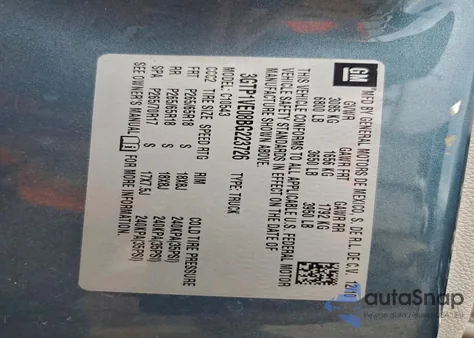 GM
MFD BY GENERAL MOTORS DE MEXICO, S. DE R.L. DE C.V. 12/10
GVWR GAWR FRT GAWR RR
3085 KG 1656 KG 1792 KG
6800 LB 3650 LB 3950 LB
THIS VEHICLE CONFORMS TO ALL APPLICABLE U.S. FEDERAL MOTOR
VEHICLE SAFETY STANDARDS IN EFFECT ON THE DATE OF
MANUFACTURE SHOWN ABOVE.
3GTP1VE08BG223726 TYPE: TRUCK
MODEL: C10543
CC2 TIRE SIZE SPEED RTG RIM COLD TIRE PRESSURE
FRT P265/65R18 S 18X8J 240KPA(35PSI)
RR P265/65R18 S 18X8J 240KPA(35PSI)
SPA P265/70R17 S 17X7.5J 240KPA(35PSI)
SEE OWNER'S MANUAL FOR MORE INFORMATION.
autaSnap